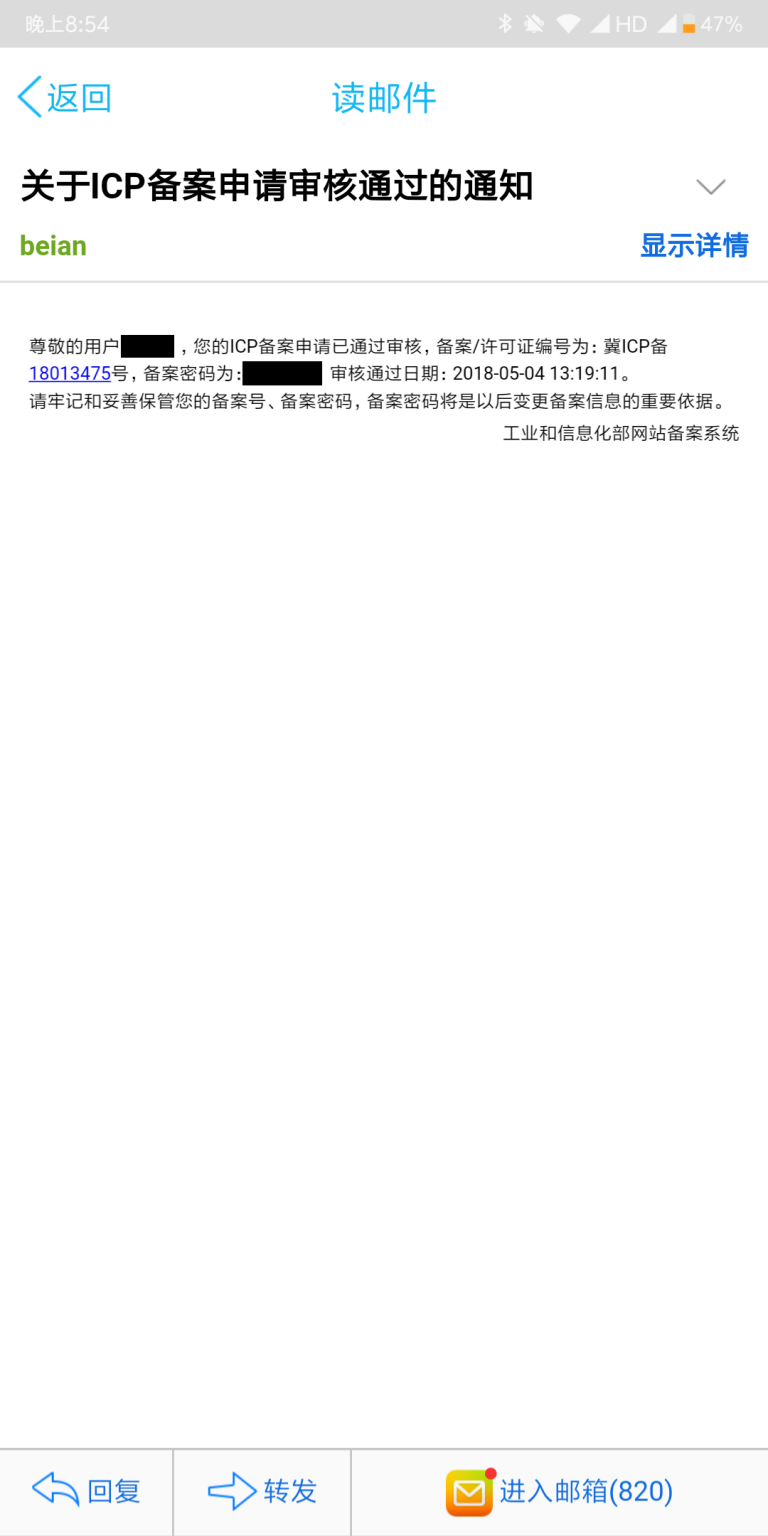 晚上8:54 HD 47%
返回 读邮件
关于ICP备案申请审核通过的通知
beian 显示详情
尊敬的用户 ，您的ICP备案申请已通过审核，备案/许可证编号为：冀ICP备
18013475号，备案密码为： 审核通过日期：2018-05-04 13:19:11。
请牢记和妥善保管您的备案号、备案密码，备案密码将是以后变更备案信息的重要依据。
工业和信息化部网站备案系统
回复 转发 进入邮箱(820)